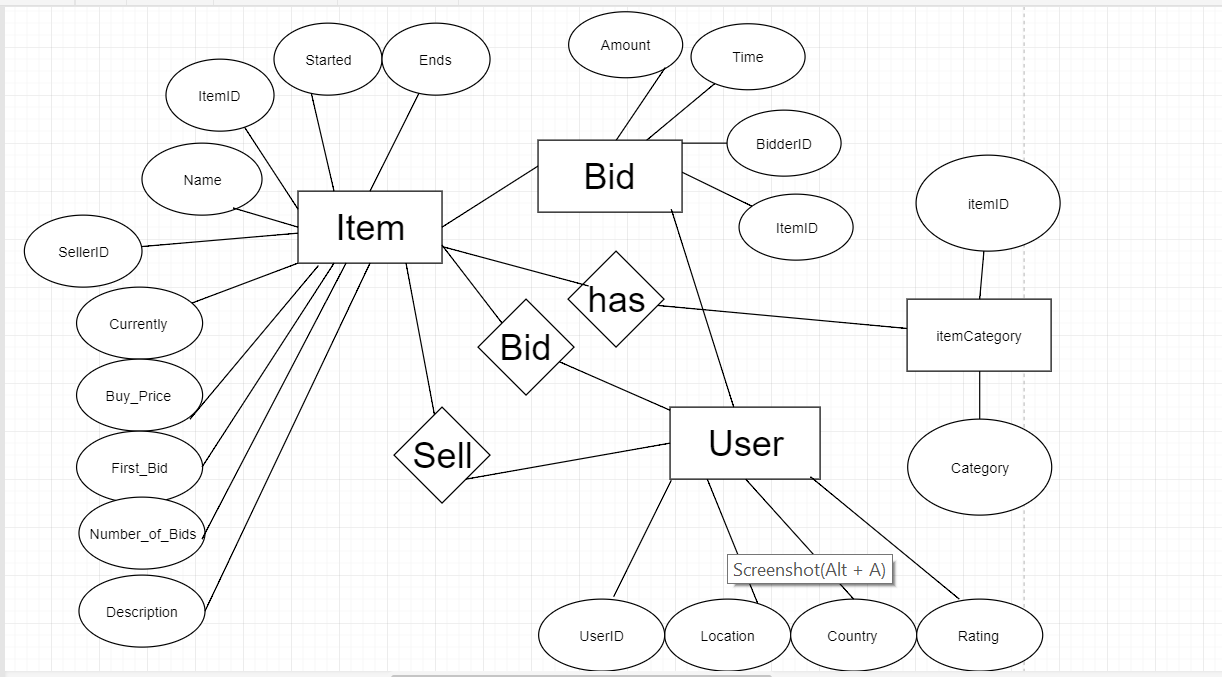 Started
Ends
Amount
Time
ItemID
BidderID
Name
Bid
itemID
Item
ItemID
SellerID
has
Currently
itemCategory
Bid
Buy_Price
User
Sell
First_Bid
Category
Number_of_Bids
Screenshot(Alt + A)
Description
UserID
Location
Country
Rating